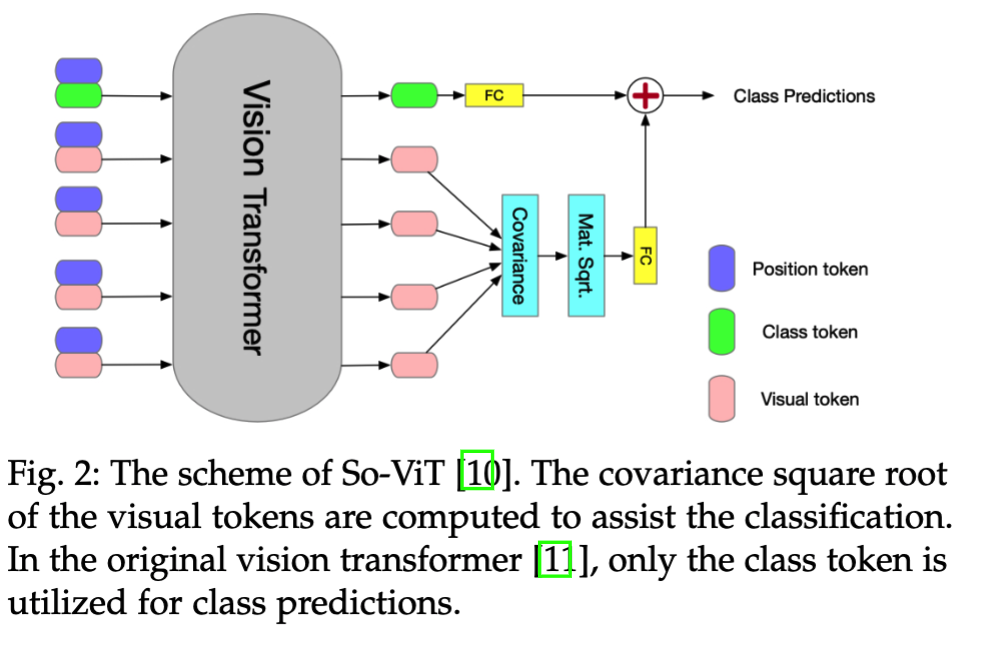 Vision Transformer
FC
Class Predictions
Covariance
Mat. Sqrt.
FC
Position token
Class token
Visual token
Fig. 2: The scheme of So-ViT [10]. The covariance square root
of the visual tokens are computed to assist the classification.
In the original vision transformer [11], only the class token is
utilized for class predictions.